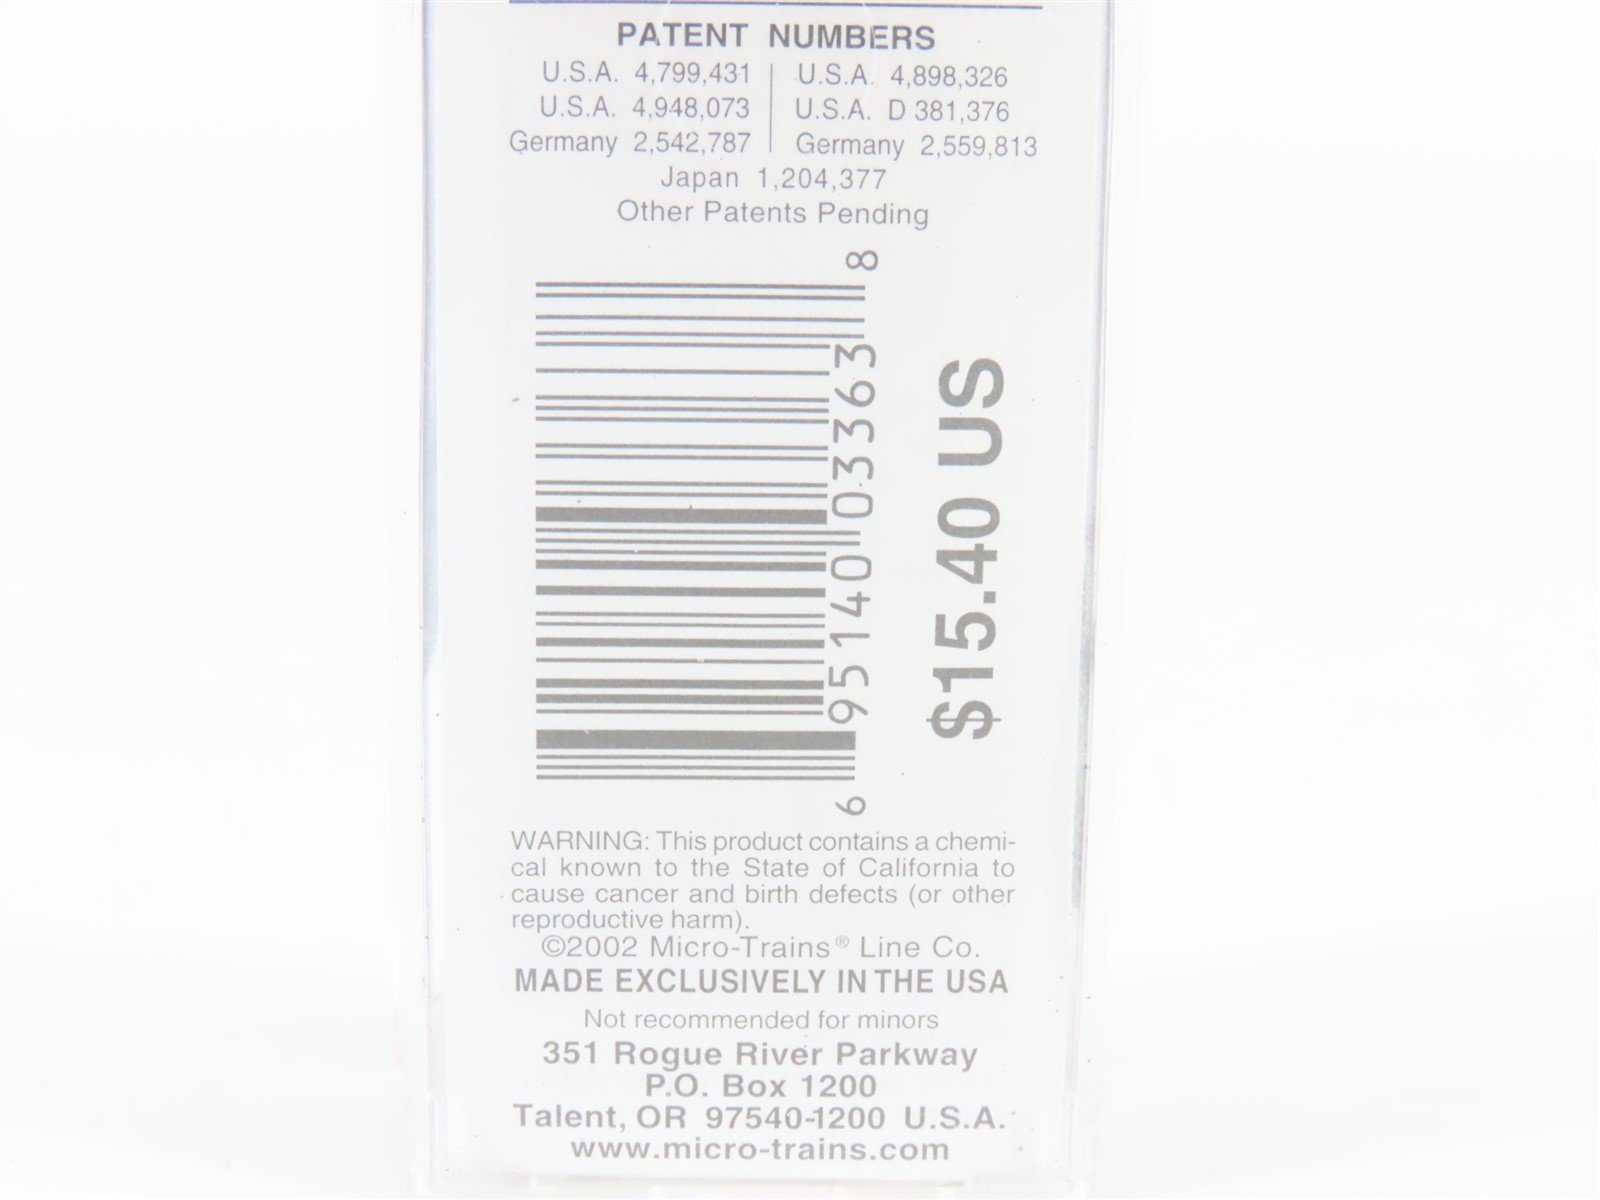 PATENT NUMBERS
U.S.A. 4,799,431 U.S.A. 4,898,326
U.S.A. 4,948,073 U.S.A. D 381,376
Germany 2,542,787 Germany 2,559,813
Japan 1,204,377
Other Patents Pending
6 95140 03363 8
$15.40 US
WARNING: This product contains a chemi-
cal known to the State of California to
cause cancer and birth defects (or other
reproductive harm).
©2002 Micro-Trains® Line Co.
MADE EXCLUSIVELY IN THE USA
Not recommended for minors
351 Rogue River Parkway
P.O. Box 1200
Talent, OR 97540-1200 U.S.A.
www.micro-trains.com